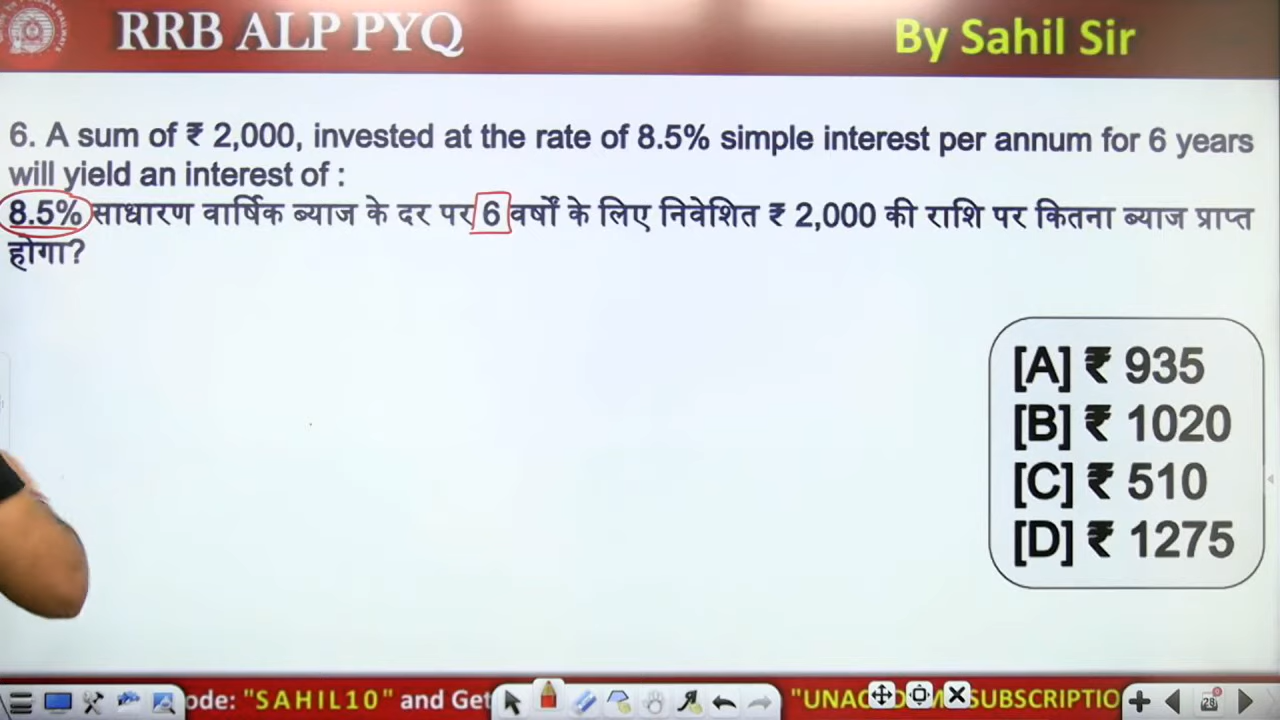 RRB ALP PYQ
By Sahil Sir
6. A sum of ₹ 2,000, invested at the rate of 8.5% simple interest per annum for 6 years
will yield an interest of :
8.5% साधारण वार्षिक ब्याज के दर पर 6 वर्षों के लिए निवेशित ₹ 2,000 की राशि पर कितना ब्याज प्राप्त
होगा?
[A] ₹ 935
[B] ₹ 1020
[C] ₹ 510
[D] ₹ 1275
ode: "SAHIL10" and Get
SUBSCRIPTIO